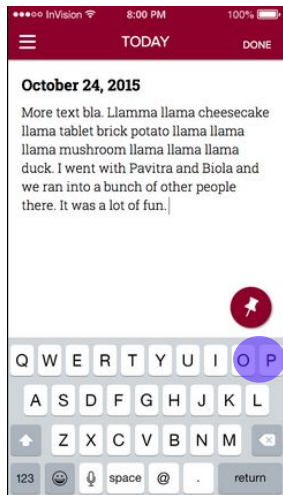 InVision 8:00 PM 100%
TODAY DONE
October 24, 2015
More text bla. Llamma llama cheesecake
llama tablet brick potato llama llama
llama mushroom llama llama llama
duck. I went with Pavitra and Biola and
we ran into a bunch of other people
there. It was a lot of fun.
Q W E R T Y U I O P
A S D F G H J K L
Z X C V B N M
123 space @ . return